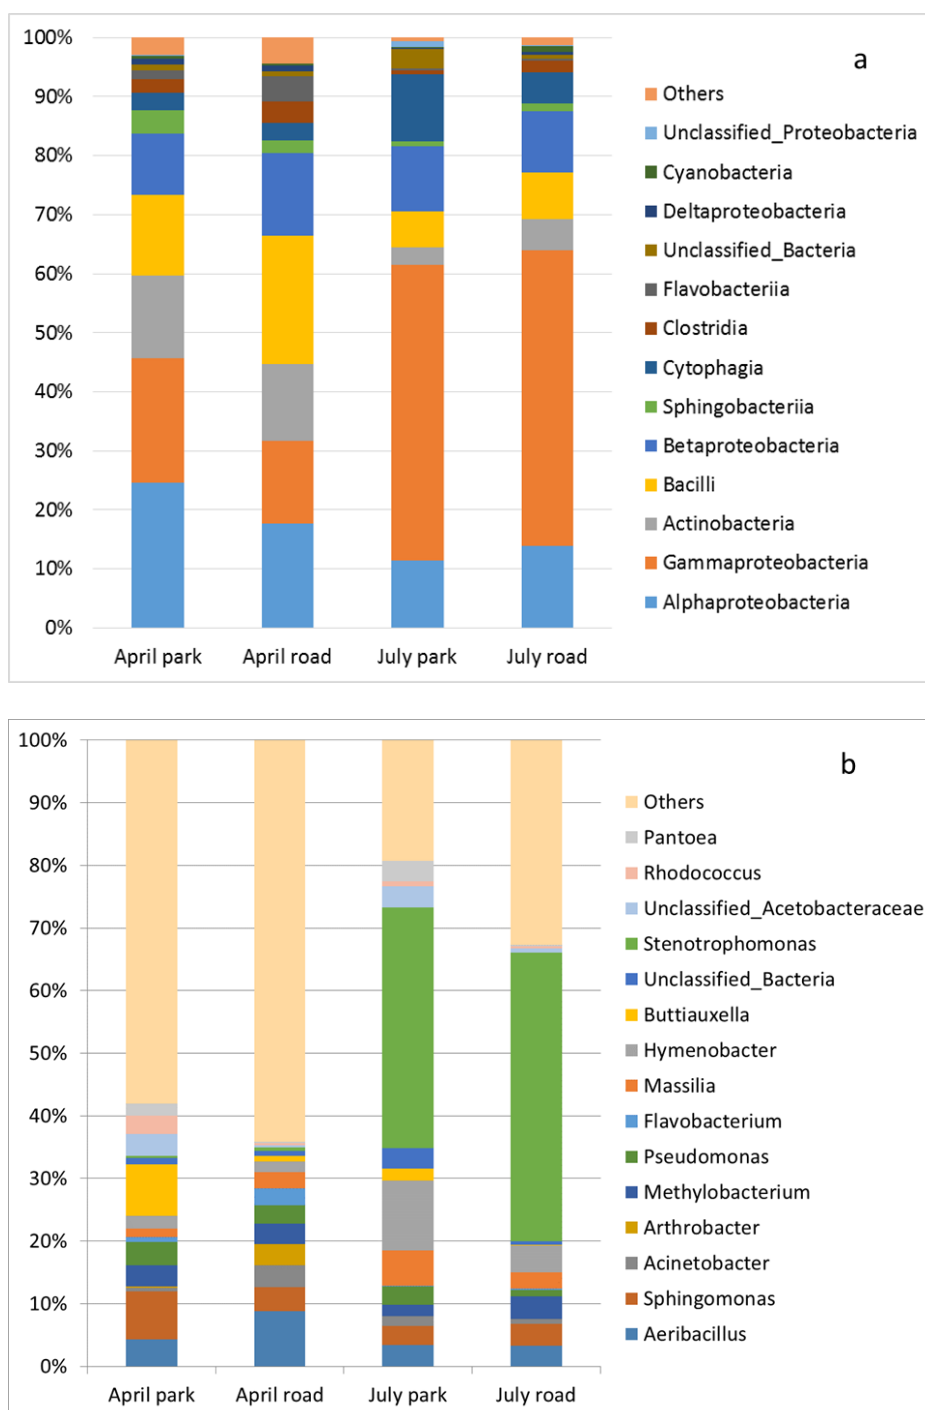 100%
90%
80%
70%
60%
50%
40%
30%
20%
10%
0%
April park
April road
July park
July road
a
Others
Unclassified_Proteobacteria
Cyanobacteria
Deltaproteobacteria
Unclassified_Bacteria
Flavobacteriia
Clostridia
Cytophagia
Sphingobacteriia
Betaproteobacteria
Bacilli
Actinobacteria
Gammaproteobacteria
Alphaproteobacteria
100%
90%
80%
70%
60%
50%
40%
30%
20%
10%
0%
April park
April road
July park
July road
b
Others
Pantoea
Rhodococcus
Unclassified_Acetobacteraceae
Stenotrophomonas
Unclassified_Bacteria
Buttiauxella
Hymenobacter
Massilia
Flavobacterium
Pseudomonas
Methylobacterium
Arthrobacter
Acinetobacter
Sphingomonas
Aeribacillus